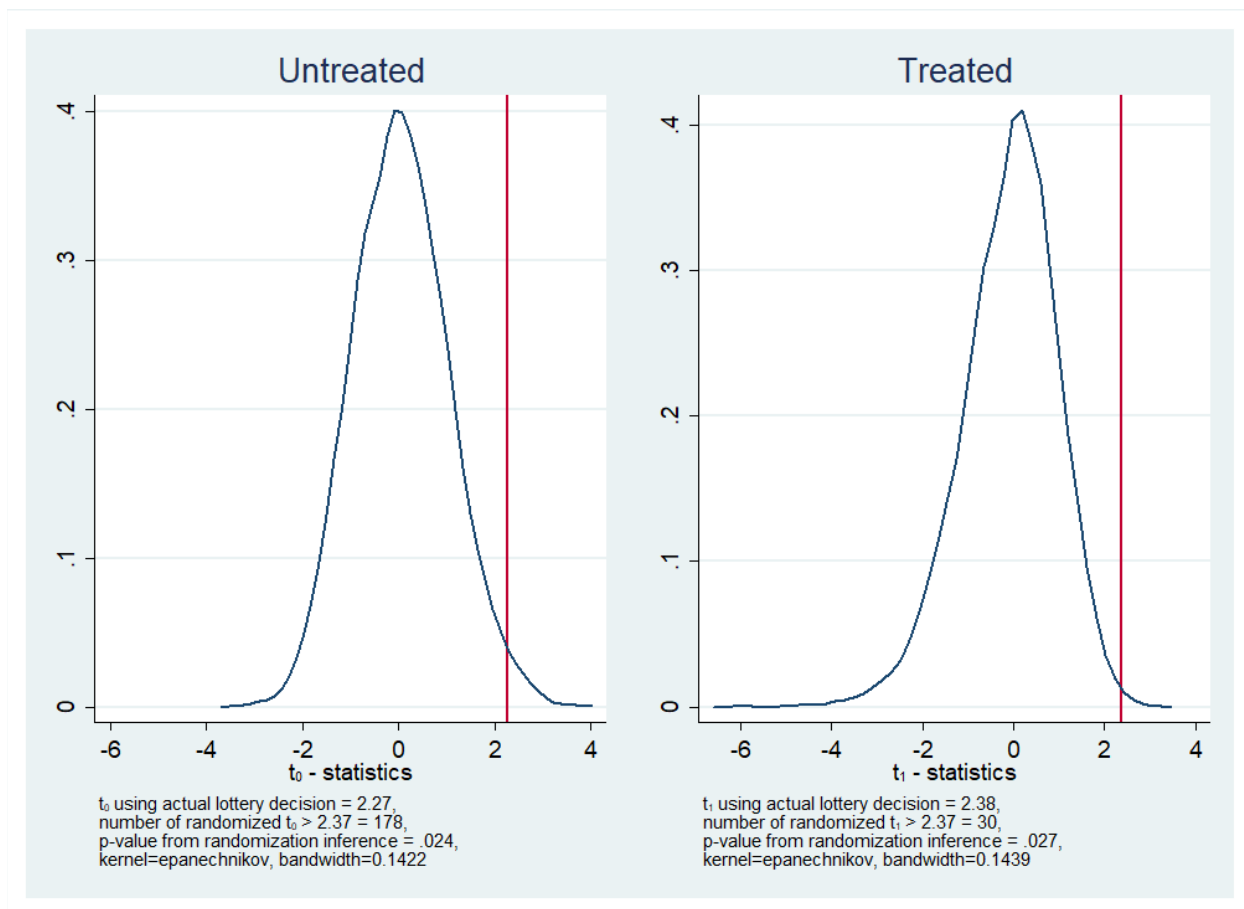 Untreated
.4
.3
.2
.1
0
-6 -4 -2 0 2 4
t₀ - statistics
t₀ using actual lottery decision = 2.27,
number of randomized t₀ > 2.37 = 178,
p-value from randomization inference = .024,
kernel=epanechnikov, bandwidth=0.1422
Treated
.4
.3
.2
.1
0
-6 -4 -2 0 2 4
t₁ - statistics
t₁ using actual lottery decision = 2.38,
number of randomized t₁ > 2.37 = 30,
p-value from randomization inference = .027,
kernel=epanechnikov, bandwidth=0.1439